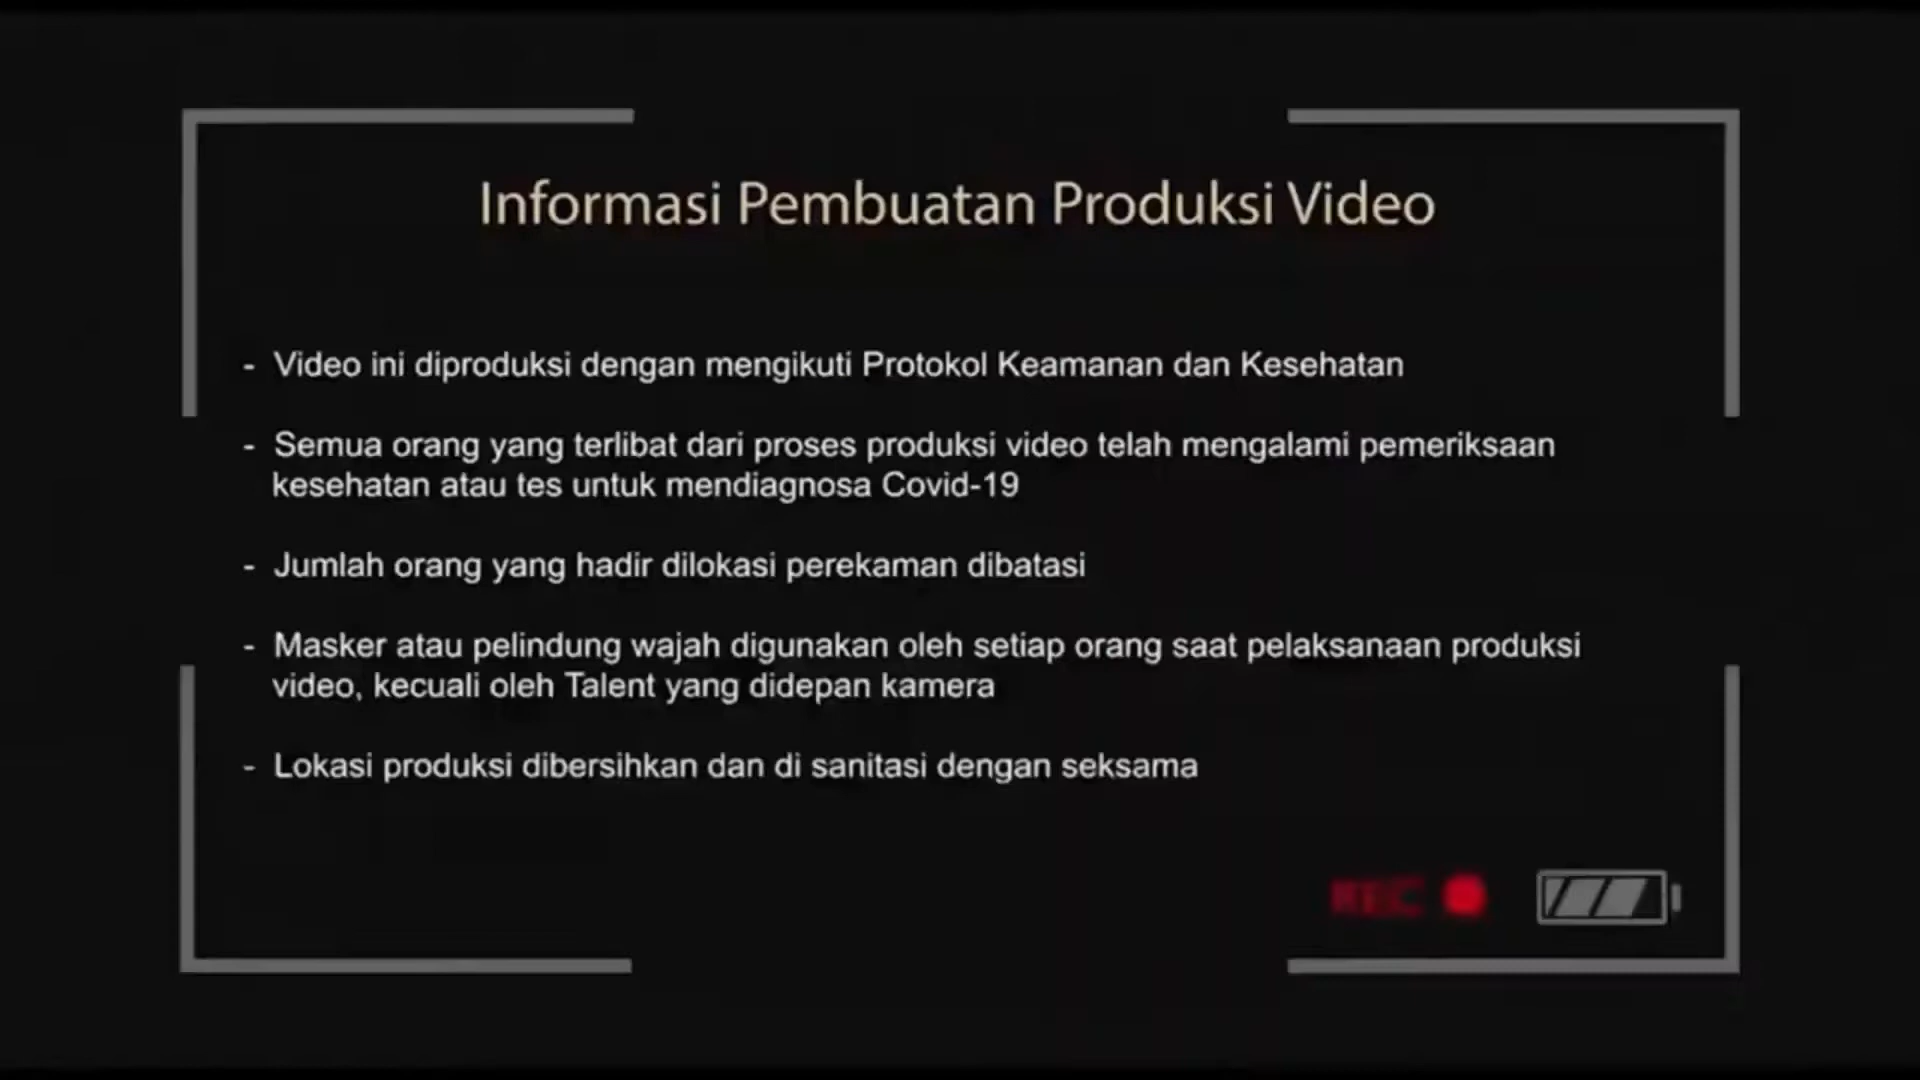 Informasi Pembuatan Produksi Video
- Video ini diproduksi dengan mengikuti Protokol Keamanan dan Kesehatan
- Semua orang yang terlibat dari proses produksi video telah mengalami pemeriksaan
kesehatan atau tes untuk mendiagnosa Covid-19
- Jumlah orang yang hadir dilokasi perekaman dibatasi
- Masker atau pelindung wajah digunakan oleh setiap orang saat pelaksanaan produksi
video, kecuali oleh Talent yang didepan kamera
- Lokasi produksi dibersihkan dan di sanitasi dengan seksama
REC